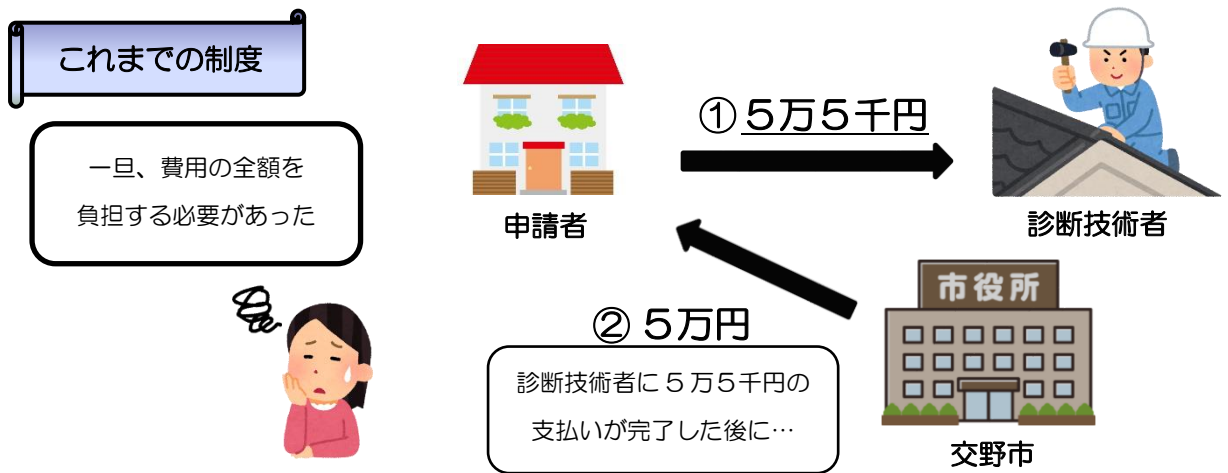 これまでの制度
一旦、費用の全額を
負担する必要があった
① 5万5千円
申請者
診断技術者
市役所
② 5万円
診断技術者に5万5千円の
支払いが完了した後に…
交野市